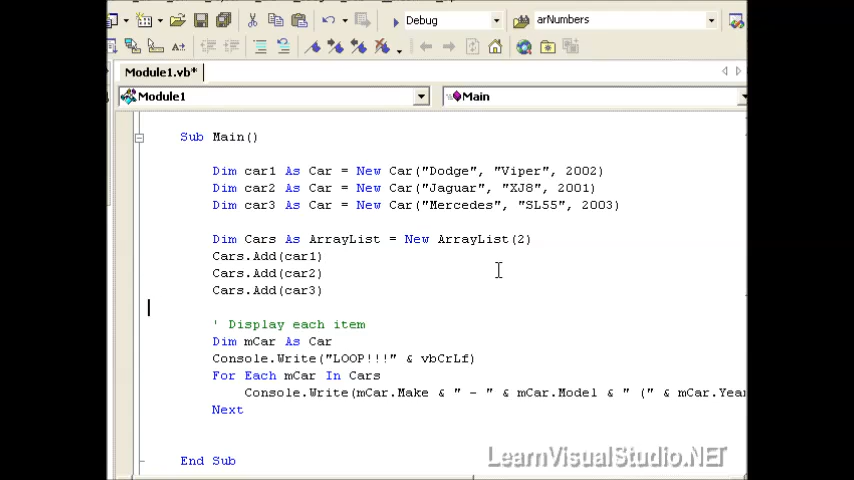 Debug
arNumbers
Module1.vb*
Module1
Main
Sub Main()
Dim car1 As Car = New Car("Dodge", "Viper", 2002)
Dim car2 As Car = New Car("Jaguar", "XJ8", 2001)
Dim car3 As Car = New Car("Mercedes", "SL55", 2003)
Dim Cars As ArrayList = New ArrayList(2)
Cars.Add(car1)
Cars.Add(car2)
Cars.Add(car3)
' Display each item
Dim mCar As Car
Console.Write("LOOP!!!" & vbCrLf)
For Each mCar In Cars
Console.Write(mCar.Make & " - " & mCar.Model & " (" & mCar.Year
Next
End Sub
LearnVisualStudio.NET